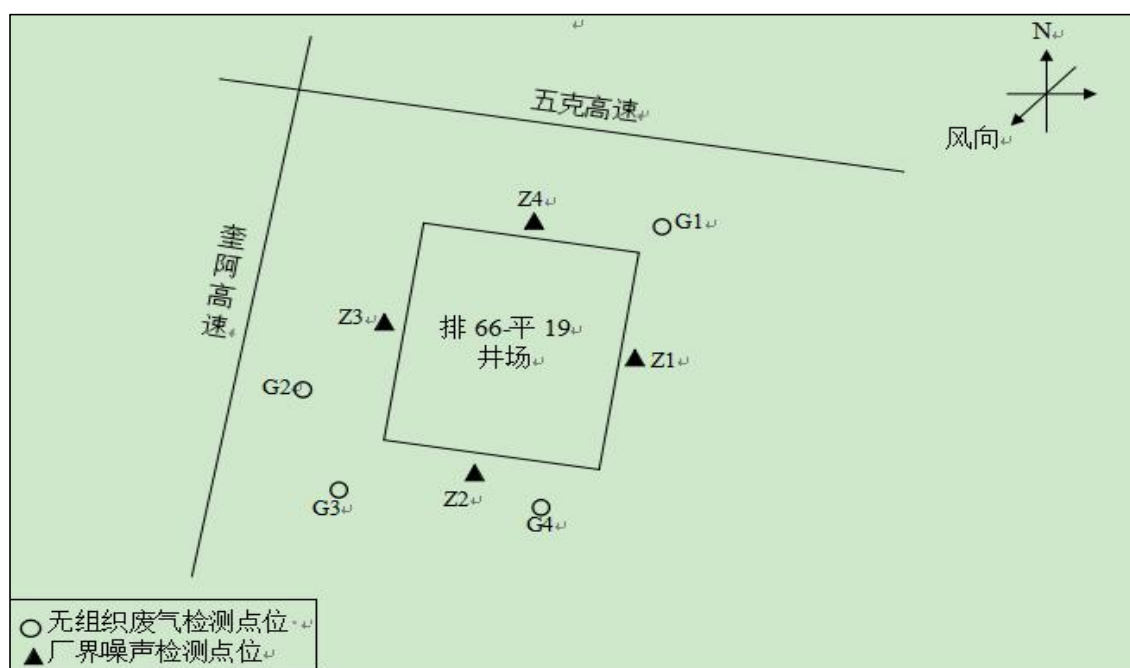 N
五克高速
风向
Z4
G1
奎阿高速
Z3
排 66-平 19
井场
Z1
G2
G3
Z2
G4
无组织废气检测点位
厂界噪声检测点位